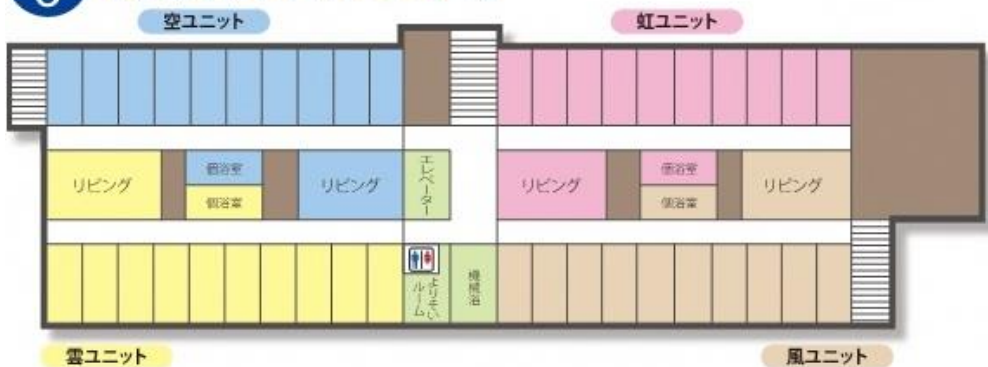 空ユニット
虹ユニット
リビング
個浴室
個浴室
リビング
エレベーター
リビング
個浴室
個浴室
リビング
よりそい
ルーム
機械浴
雲ユニット
風ユニット